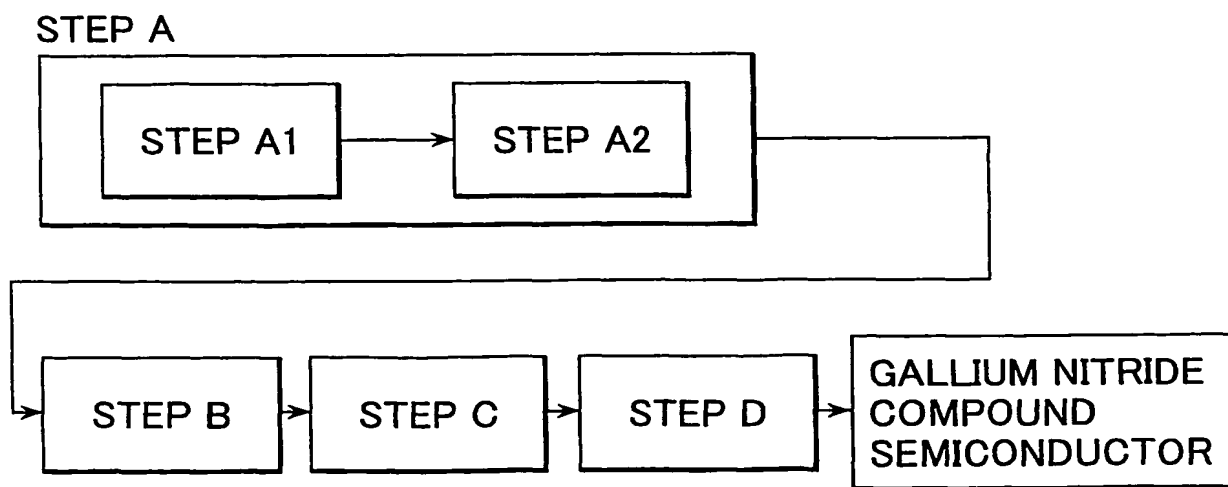 STEP A
STEP A1
STEP A2
STEP B
STEP C
STEP D
GALLIUM NITRIDE
COMPOUND
SEMICONDUCTOR